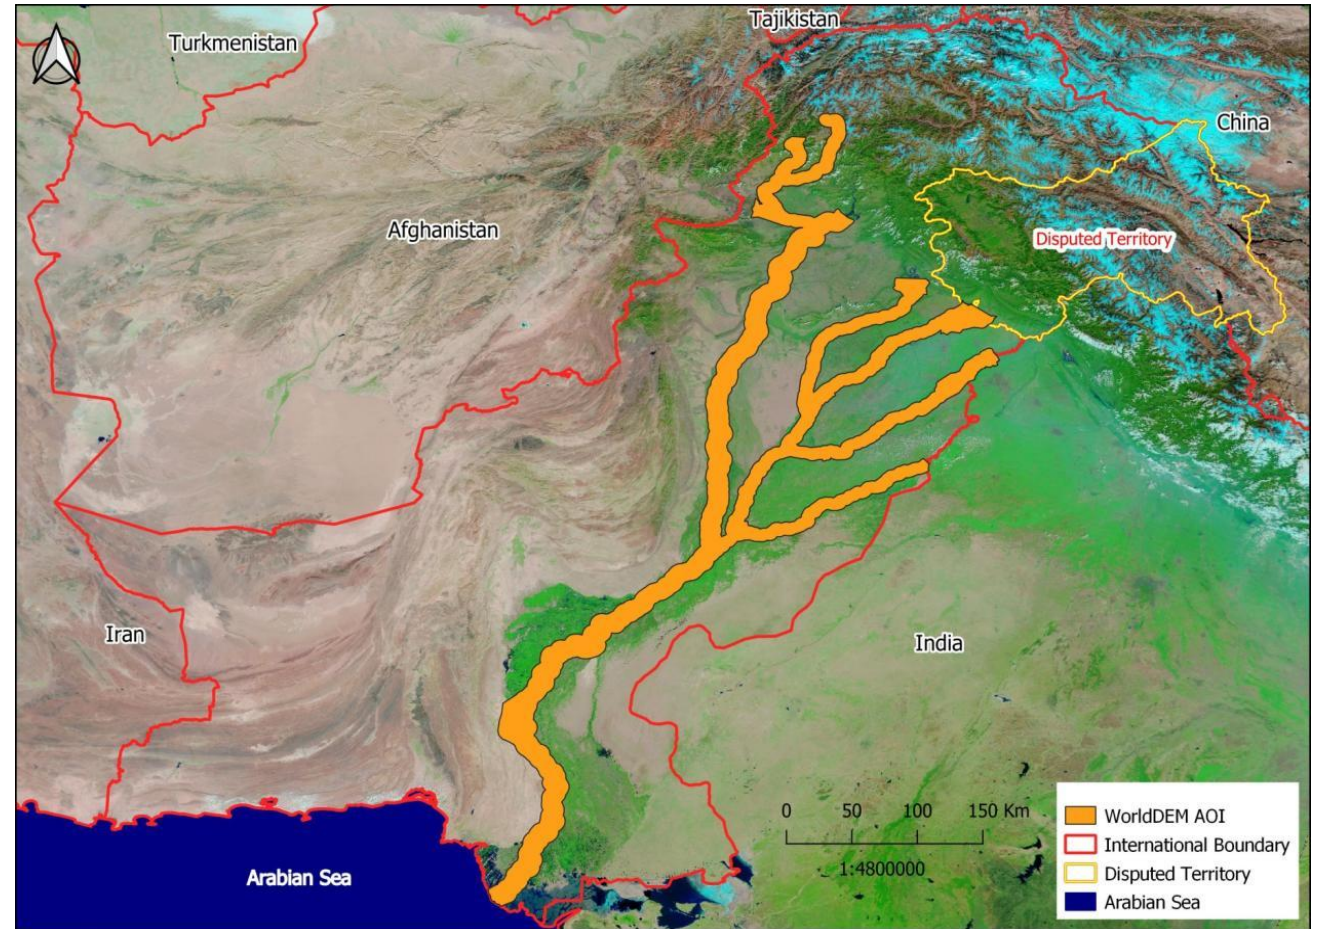 Tajikistan
Turkmenistan
China
Afghanistan
Disputed Territory
Iran
India
0 50 100 150 Km
1:4800000
WorldDEM AOI
International Boundary
Disputed Territory
Arabian Sea
Arabian Sea